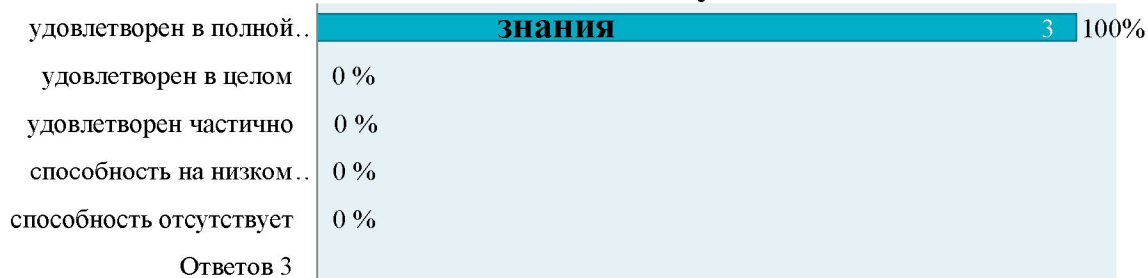 знания
удовлетворен в полной.. 3 100%
удовлетворен в целом 0 %
удовлетворен частично 0 %
способность на низком.. 0 %
способность отсутствует 0 %
Ответов 3